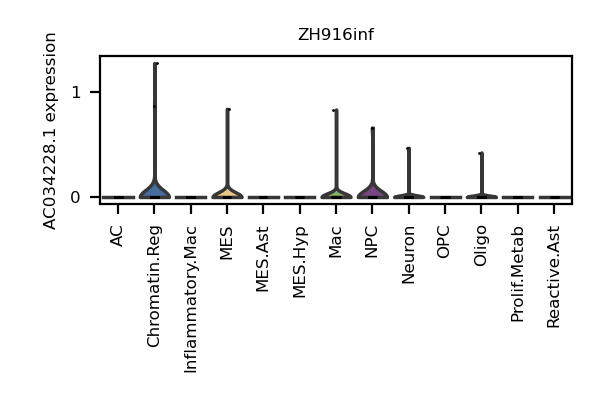 ZH916inf
AC034228.1 expression
1
0
AC
Chromatin.Reg
Inflammatory.Mac
MES
MES.Ast
MES.Hyp
Mac
NPC
Neuron
OPC
Oligo
Prolif.Metab
Reactive.Ast